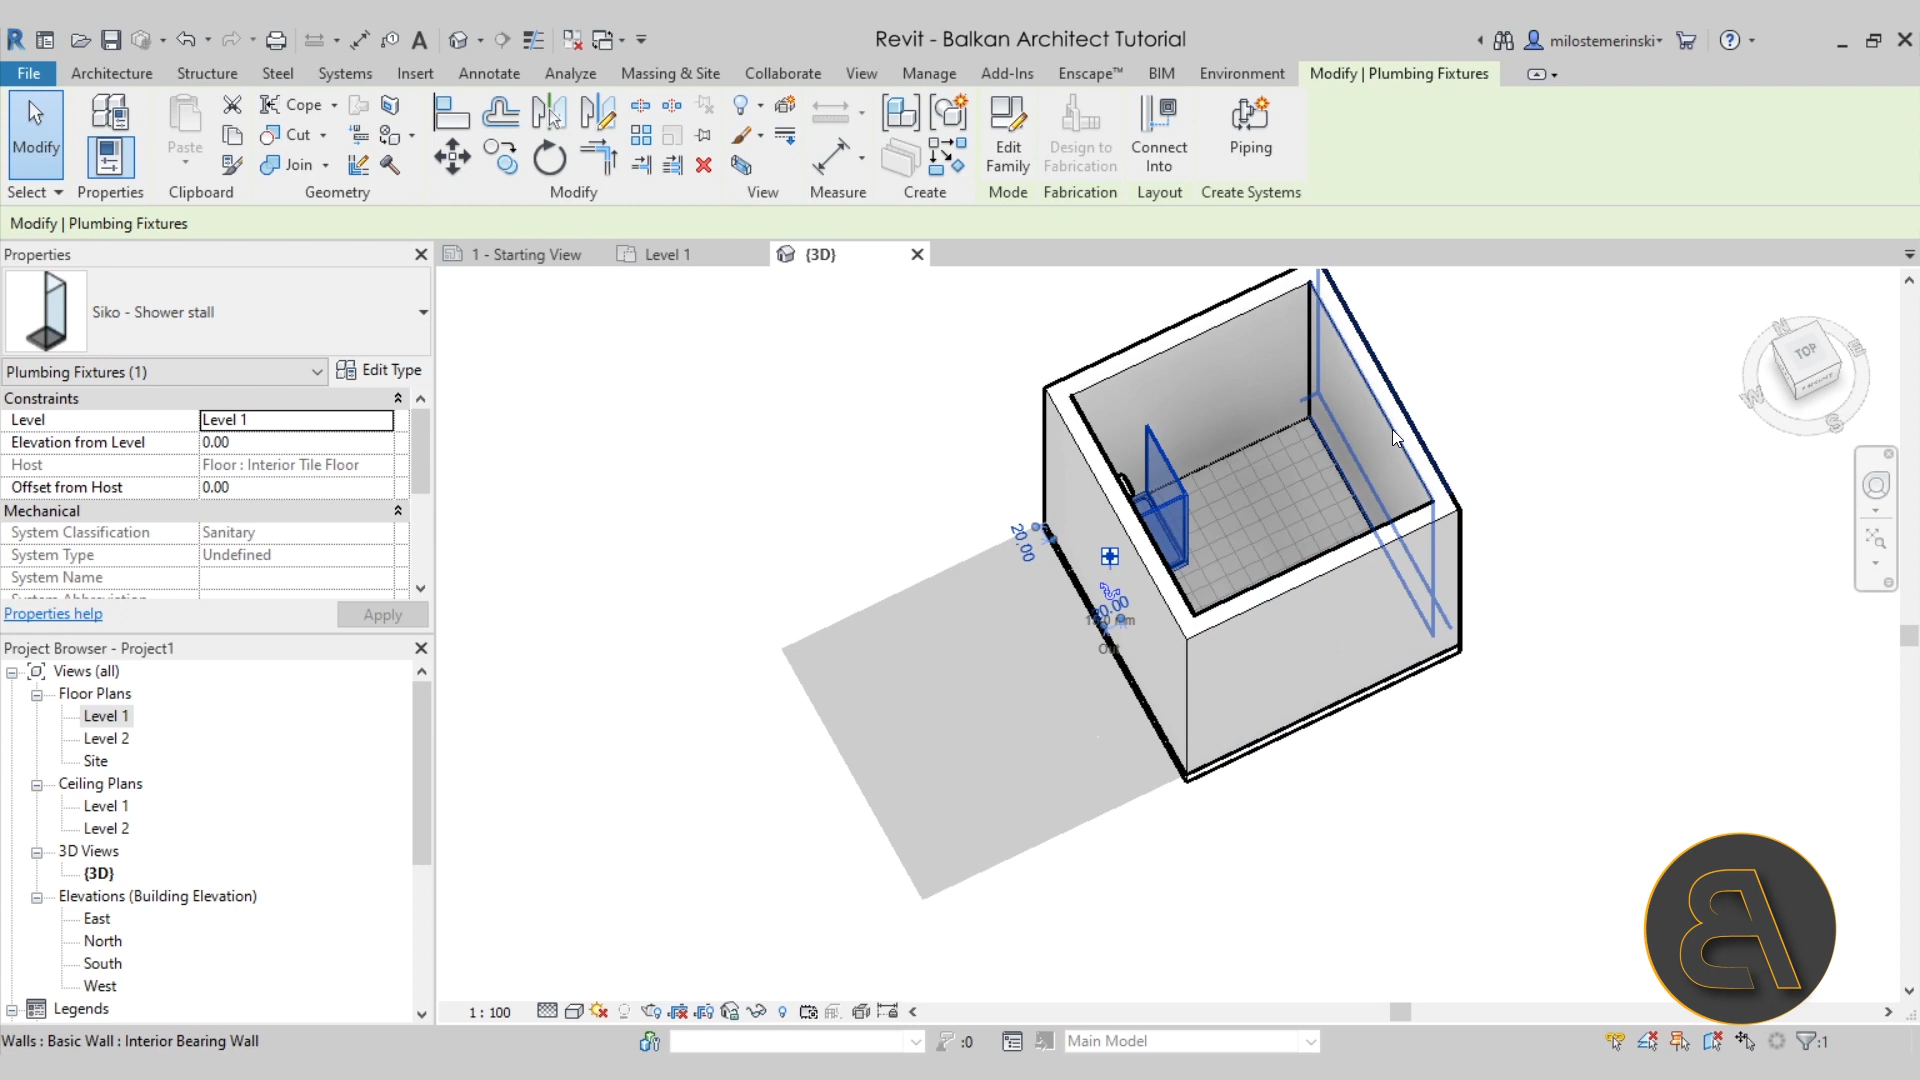 Revit - Balkan Architect Tutorial
milostemerinski
File Architecture Structure Steel Systems Insert Annotate Analyze Massing & Site Collaborate View Manage Add-Ins Enscape™ BIM Environment Modify | Plumbing Fixtures
Modify
Paste
Cope
Cut
Join
Edit Family
Design to Fabrication
Connect Into
Piping
Select Properties Clipboard Geometry Modify View Measure Create Mode Fabrication Layout Create Systems
Modify | Plumbing Fixtures
Properties
1 - Starting View
Level 1
{3D}
Siko - Shower stall
Plumbing Fixtures (1)
Edit Type
Constraints
Level Level 1
Elevation from Level 0.00
Host Floor : Interior Tile Floor
Offset from Host 0.00
Mechanical
System Classification Sanitary
System Type Undefined
System Name
Properties help
Apply
Project Browser - Project1
Views (all)
Floor Plans
Level 1
Level 2
Site
Ceiling Plans
Level 1
Level 2
3D Views
{3D}
Elevations (Building Elevation)
East
North
South
West
Legends
20.00
20.00
TOP
FRONT
N
E
S
W
1 : 100
Walls : Basic Wall : Interior Bearing Wall
:0
Main Model
:1